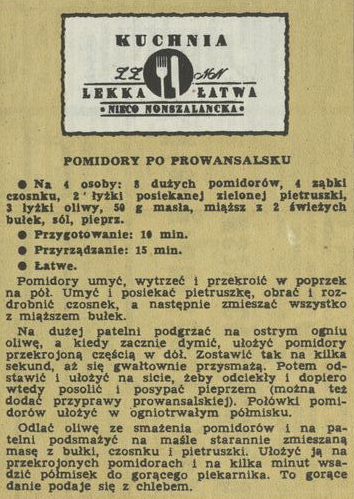 KUCHNIA
ZZ NN
LEKKA ŁATWA
• NIECO NONSZALANCKA •
POMIDORY PO PROWANSALSKU
● Na 4 osoby: 8 dużych pomidorów, 4 ząbki
czosnku, 2 łyżki posiekanej zielonej pietruszki,
3 łyżki oliwy, 50 g masła, miąższ z 2 świeżych
bułek, sól, pieprz.
● Przygotowanie: 10 min.
● Przyrządzanie: 15 min.
● Łatwe.
Pomidory umyć, wytrzeć i przekroić w poprzek
na pół. Umyć i posiekać pietruszkę, obrać i roz-
drobnić czosnek, a następnie zmieszać wszystko
z miąższem bułek.
Na dużej patelni podgrzać na ostrym ogniu
oliwę, a kiedy zacznie dymić, ułożyć pomidory
przekrojoną częścią w dół. Zostawić tak na kilka
sekund, aż się gwałtownie przysmażą. Potem od-
stawić i ułożyć na sicie, żeby odciekły i dopiero
wtedy posolić i posypać pieprzem (można też
dodać przyprawy prowansalskiej). Połówki pomi-
dorów ułożyć w ogniotrwałym półmisku.
Odlać oliwę ze smażenia pomidorów i na pa-
telni podsmażyć na maśle starannie zmieszaną
masę z bułki, czosnku i pietruszki. Ułożyć ją na
przekrojonych pomidorach i na kilka minut wsa-
dzić półmisek do gorącego piekarnika. To gorące
danie podaje się z chlebem.